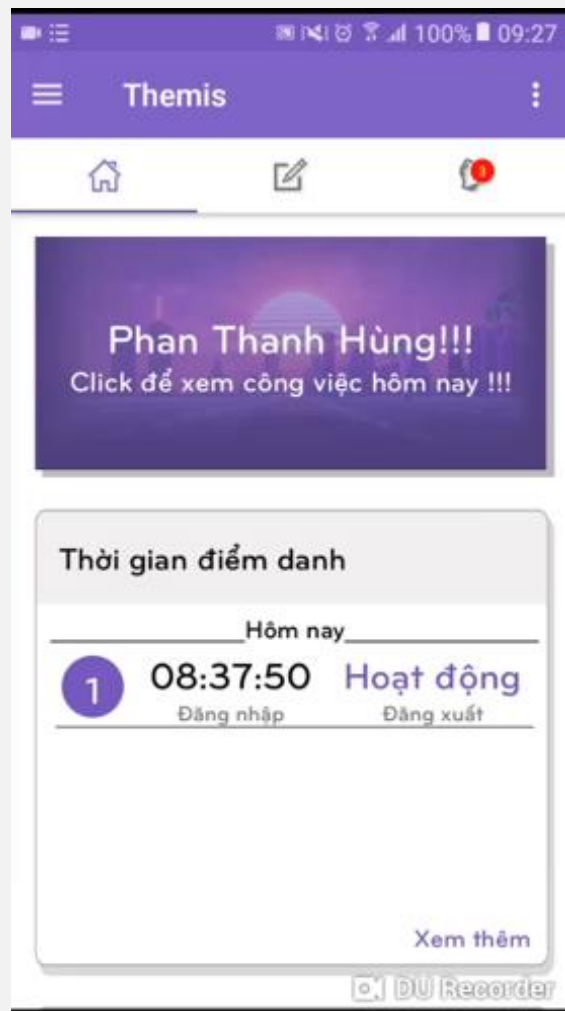 100% 09:27
Themis
3
Phan Thanh Hùng!!!
Click để xem công việc hôm nay !!!
Thời gian điểm danh
Hôm nay
1 08:37:50 Hoạt động
Đăng nhập Đăng xuất
Xem thêm
DU Recorder